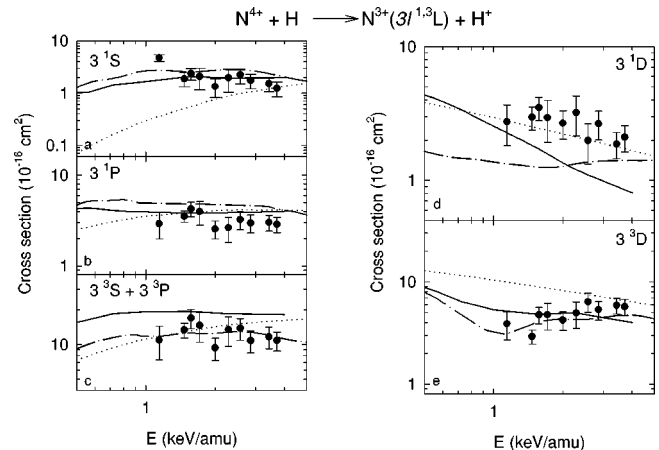 N⁴⁺ + H ⟶ N³⁺(3l ¹,³L) + H⁺
Cross section (10⁻¹⁶ cm²)
10
3 ¹S
1
0.1
a
10
3 ¹P
1
b
3 ³S + 3 ³P
10
c
1
E (keV/amu)
Cross section (10⁻¹⁶ cm²)
10
3 ¹D
1
d
3 ³D
10
1
e
1
E (keV/amu)